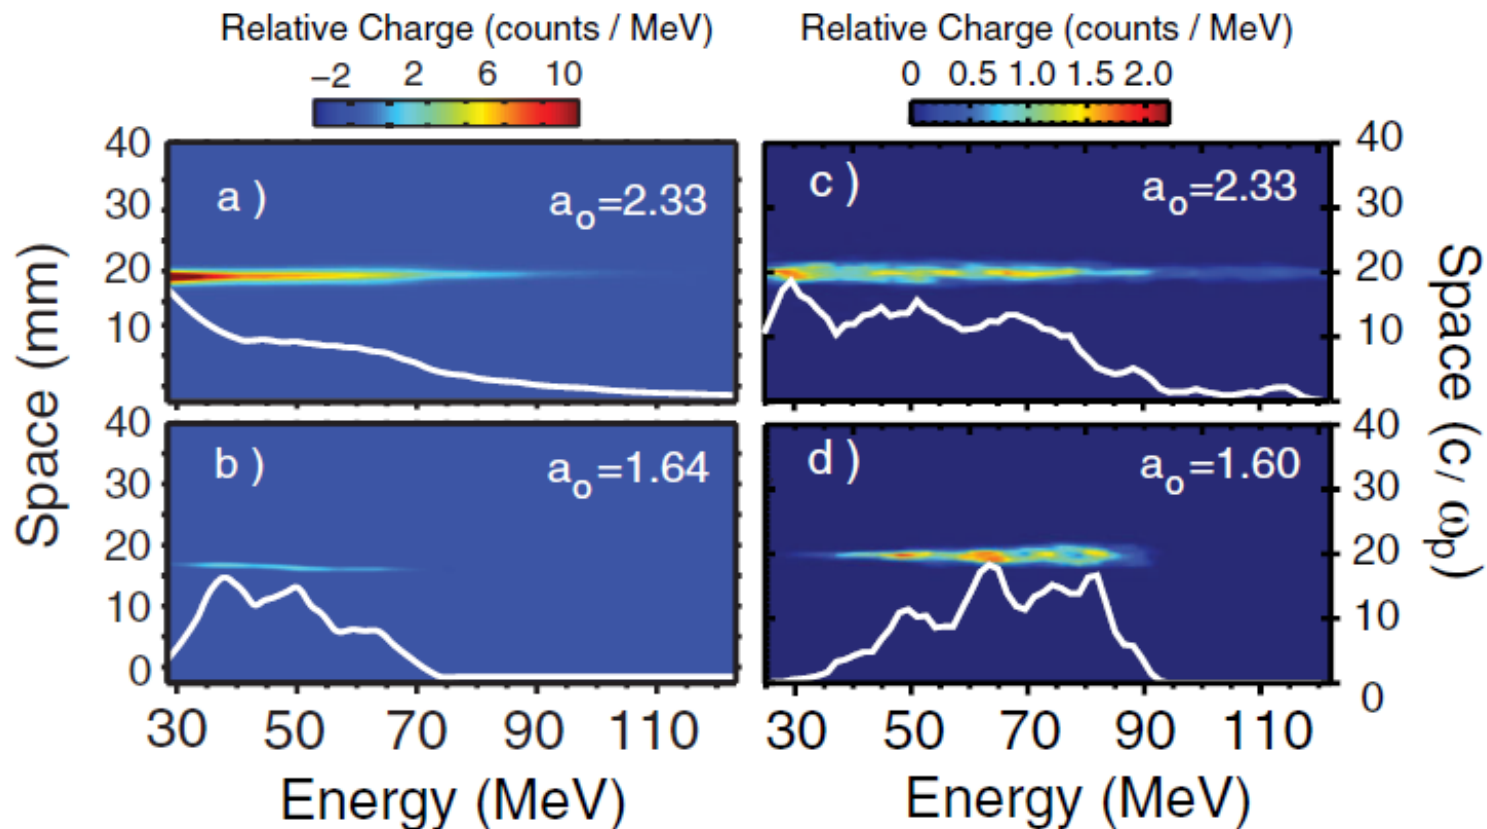 Relative Charge (counts / MeV)
−2 2 6 10
Relative Charge (counts / MeV)
0 0.5 1.0 1.5 2.0
Space (mm)
40
30
20
10
a )
a₀=2.33
c )
a₀=2.33
40
30
20
10
40
30
20
10
0
b )
a₀=1.64
d )
a₀=1.60
40
30
20
10
0
Space (c/ ωₚ)
30 50 70 90 110
30 50 70 90 110
Energy (MeV)
Energy (MeV)